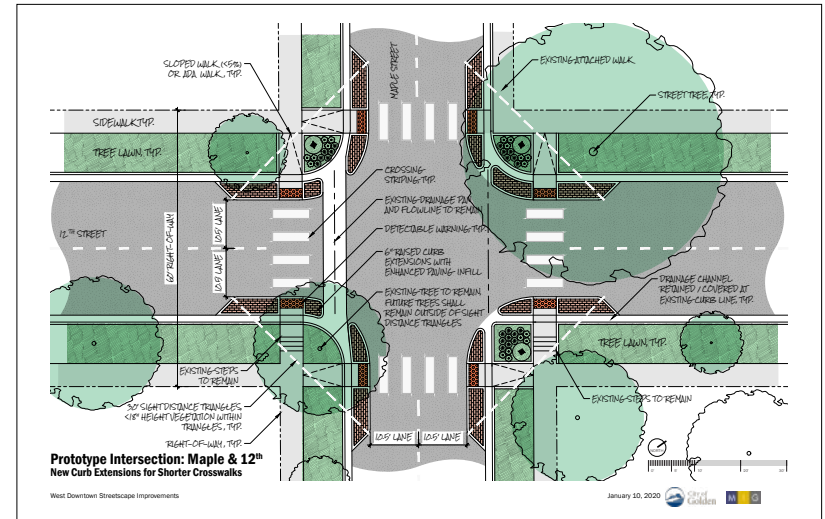 SLOPED WALK (<5%)
OR ADA WALK, TYP.
MAPLE STREET
EXISTING ATTACHED WALK
STREET TREE, TYP.
SIDEWALK TYP.
TREE LAWN, TYP.
CROSSING
STRIPING TYP.
EXISTING DRAINAGE PAN
AND FLOWLINE TO REMAIN
DETECTABLE WARNING TYP.
12TH STREET
60' RIGHT-OF-WAY
10.5' LANE
10.5' LANE
6" RAISED CURB
EXTENSIONS WITH
ENHANCED PAVING INFILL
EXISTING TREE TO REMAIN
FUTURE TREES SHALL
REMAIN OUTSIDE OF SIGHT
DISTANCE TRIANGLES
DRAINAGE CHANNEL
RETAINED / COVERED AT
EXISTING CURB LINE, TYP.
TREE LAWN, TYP.
EXISTING STEPS
TO REMAIN
EXISTING STEPS TO REMAIN
30' SIGHT DISTANCE TRIANGLES
<18" HEIGHT VEGETATION WITHIN
TRIANGLES, TYP.
RIGHT-OF-WAY, TYP.
10.5' LANE
10.5' LANE
Prototype Intersection: Maple & 12th
New Curb Extensions for Shorter Crosswalks
West Downtown Streetscape Improvements
January 10, 2020
City of
Golden
M I G